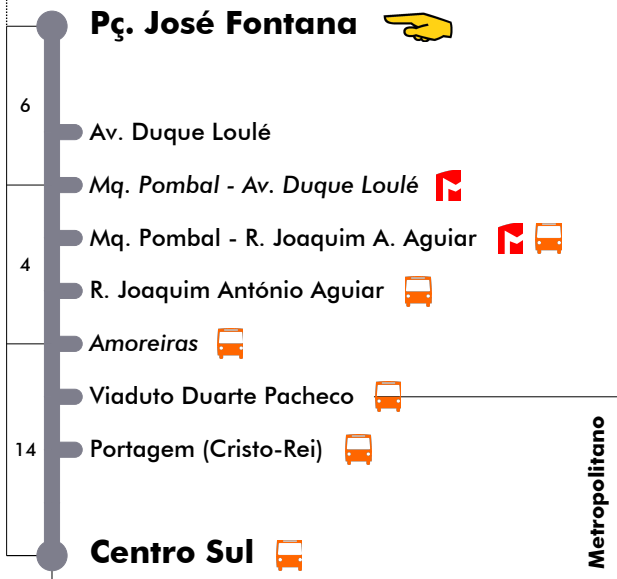 Pç. José Fontana
6
Av. Duque Loulé
Mq. Pombal - Av. Duque Loulé
Mq. Pombal - R. Joaquim A. Aguiar
4
R. Joaquim António Aguiar
Amoreiras
Viaduto Duarte Pacheco
14
Portagem (Cristo-Rei)
Metropolitano
Centro Sul